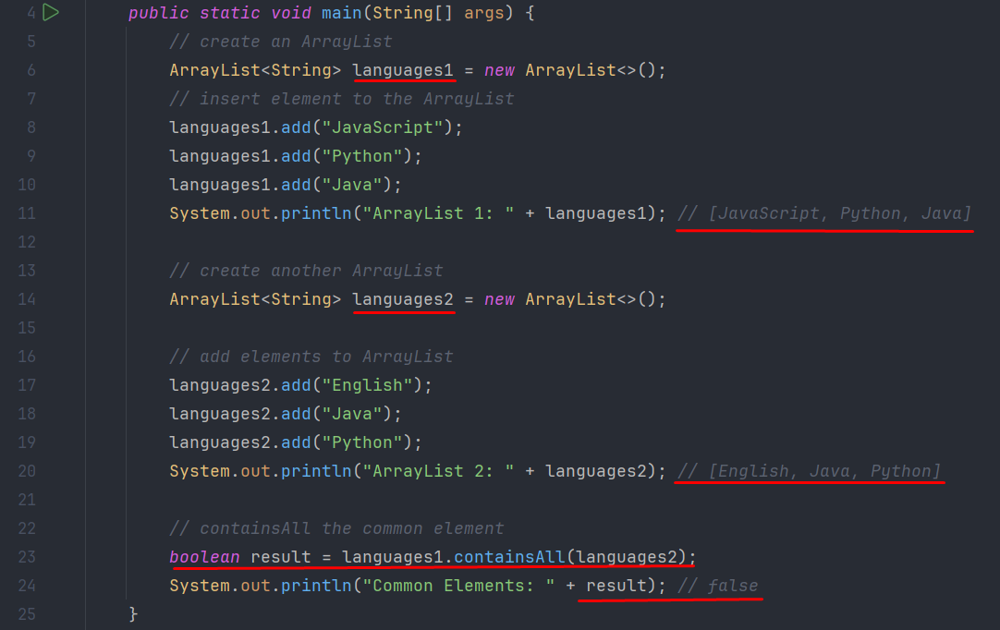 4 public static void main(String[] args) {
5 // create an ArrayList
6 ArrayList<String> languages1 = new ArrayList<>();
7 // insert element to the ArrayList
8 languages1.add("JavaScript");
9 languages1.add("Python");
10 languages1.add("Java");
11 System.out.println("ArrayList 1: " + languages1); // [JavaScript, Python, Java]
12
13 // create another ArrayList
14 ArrayList<String> languages2 = new ArrayList<>();
15
16 // add elements to ArrayList
17 languages2.add("English");
18 languages2.add("Java");
19 languages2.add("Python");
20 System.out.println("ArrayList 2: " + languages2); // [English, Java, Python]
21
22 // containsAll the common element
23 boolean result = languages1.containsAll(languages2);
24 System.out.println("Common Elements: " + result); // false
25 }